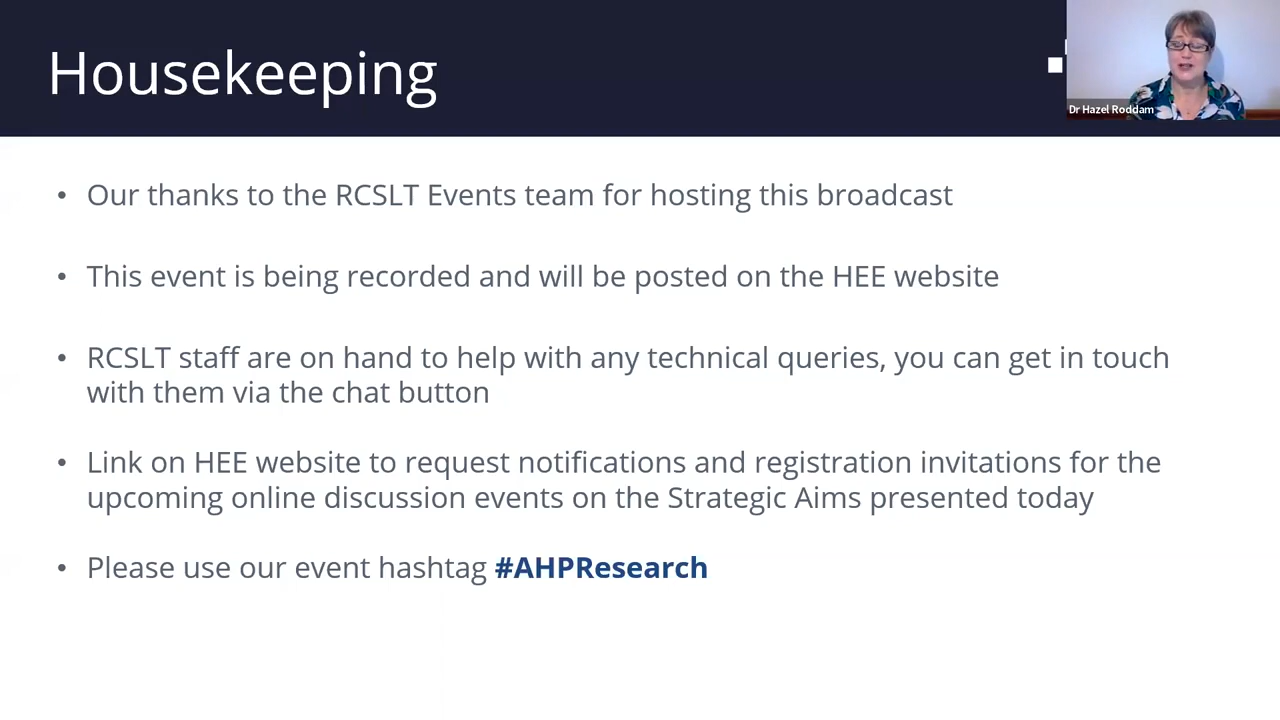 Housekeeping
Dr Hazel Roddam
• Our thanks to the RCSLT Events team for hosting this broadcast
• This event is being recorded and will be posted on the HEE website
• RCSLT staff are on hand to help with any technical queries, you can get in touch
with them via the chat button
• Link on HEE website to request notifications and registration invitations for the
upcoming online discussion events on the Strategic Aims presented today
• Please use our event hashtag #AHPResearch